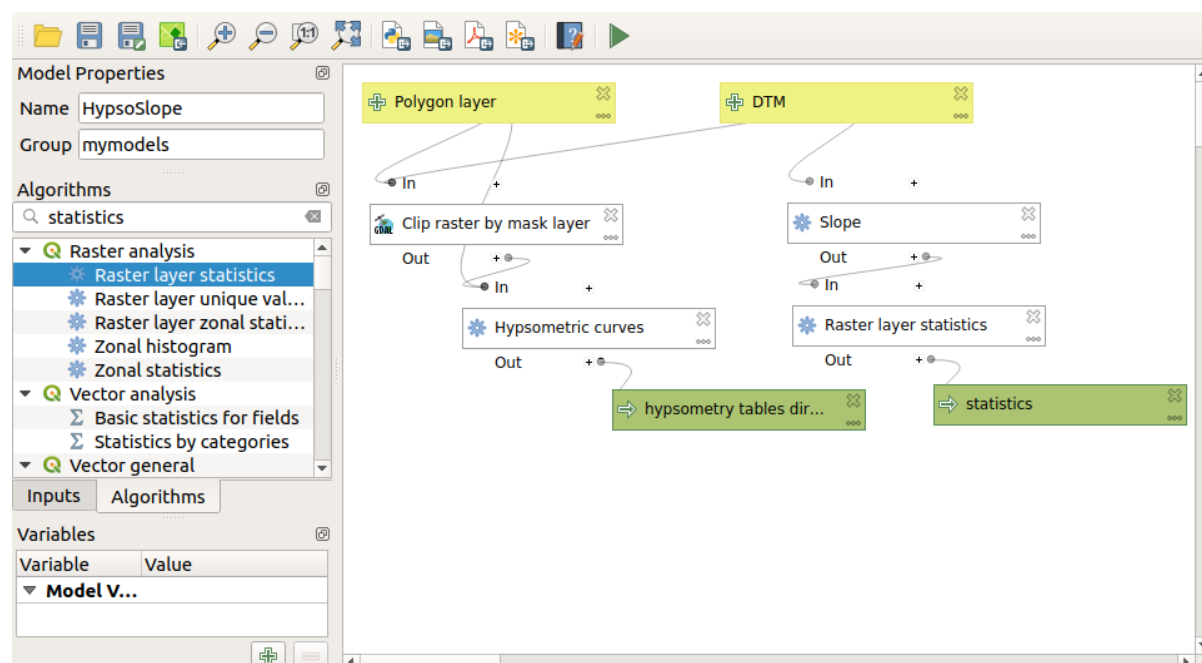 1:1
Model Properties
Name HypsoSlope
Group mymodels
Algorithms
statistics
Raster analysis
Raster layer statistics
Raster layer unique val...
Raster layer zonal stati...
Zonal histogram
Zonal statistics
Vector analysis
Σ Basic statistics for fields
Σ Statistics by categories
Vector general
Inputs Algorithms
Variables
Variable Value
Model V...
Polygon layer
DTM
In +
In +
GDAL Clip raster by mask layer
Slope
Out +
Out +
In +
In +
Hypsometric curves
Raster layer statistics
Out +
Out +
hypsometry tables dir...
statistics